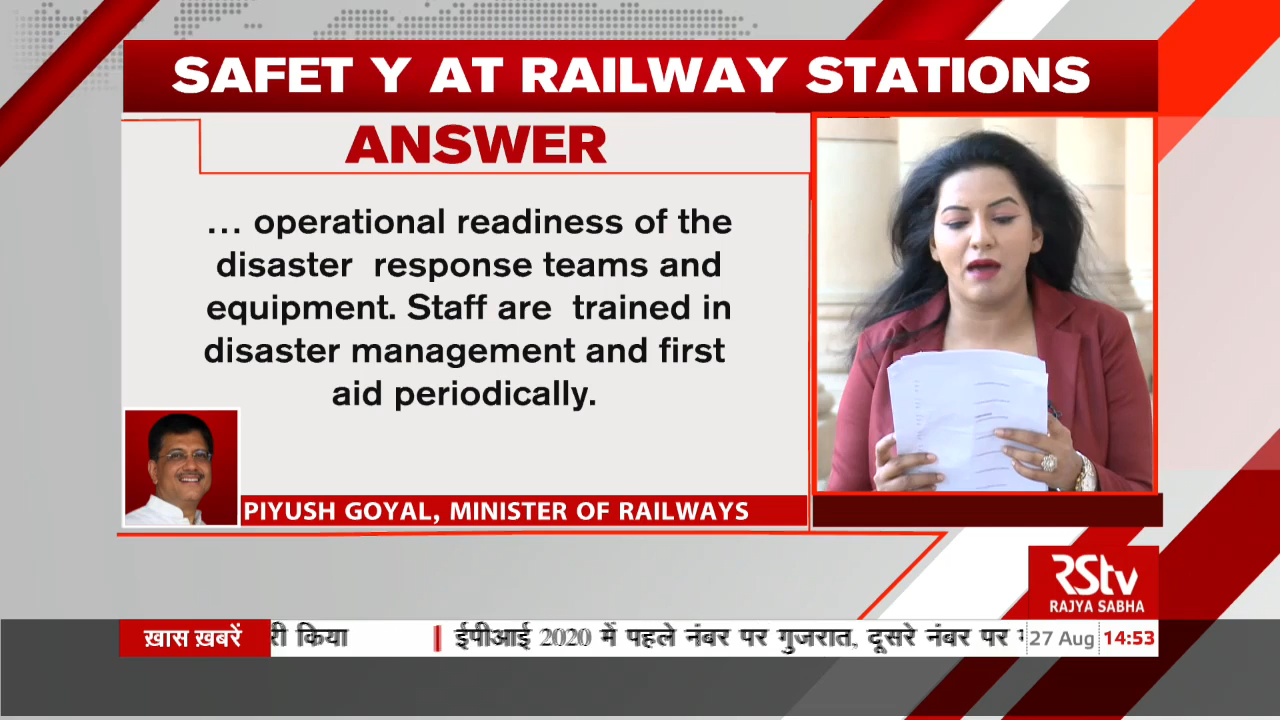 SAFET Y AT RAILWAY STATIONS
ANSWER
... operational readiness of the
disaster response teams and
equipment. Staff are trained in
disaster management and first
aid periodically.
PIYUSH GOYAL, MINISTER OF RAILWAYS
RSTV
RAJYA SABHA
ख़ास ख़बरें
री किया
ईपीआई 2020 में पहले नंबर पर गुजरात, दूसरे नंबर पर
27 Aug
14:53